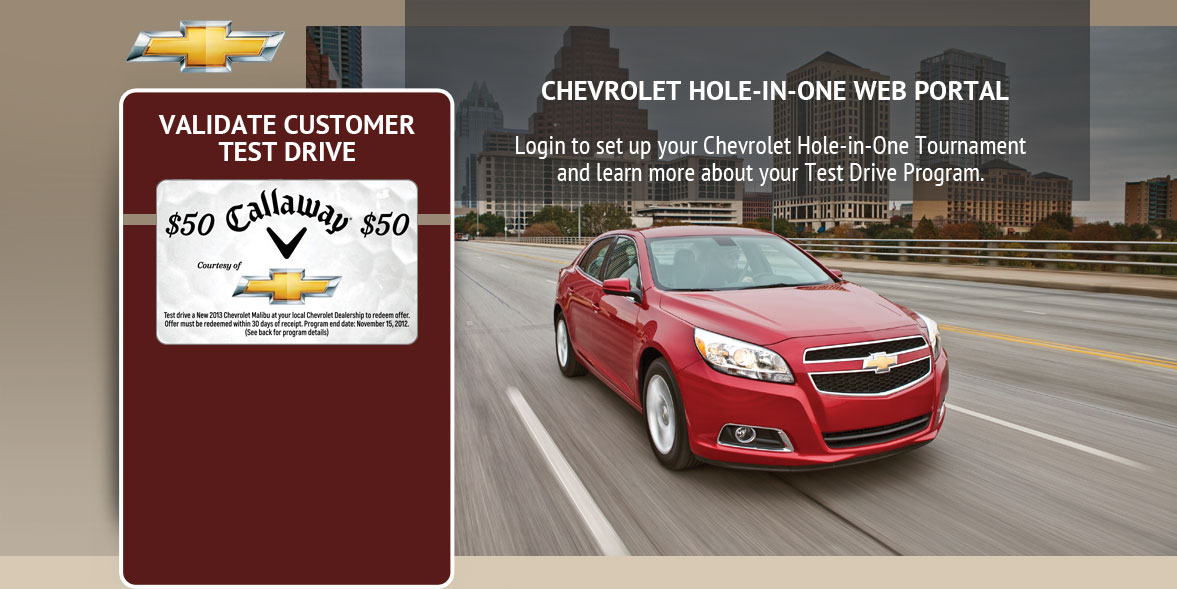 VALIDATE CUSTOMER
TEST DRIVE
$50 Callaway $50
Courtesy of
Test drive a New 2013 Chevrolet Malibu at your local Chevrolet Dealership to redeem offer.
Offer must be redeemed within 30 days of receipt. Program end date: November 15, 2012.
(See back for program details)
CHEVROLET HOLE-IN-ONE WEB PORTAL
Login to set up your Chevrolet Hole-in-One Tournament
and learn more about your Test Drive Program.